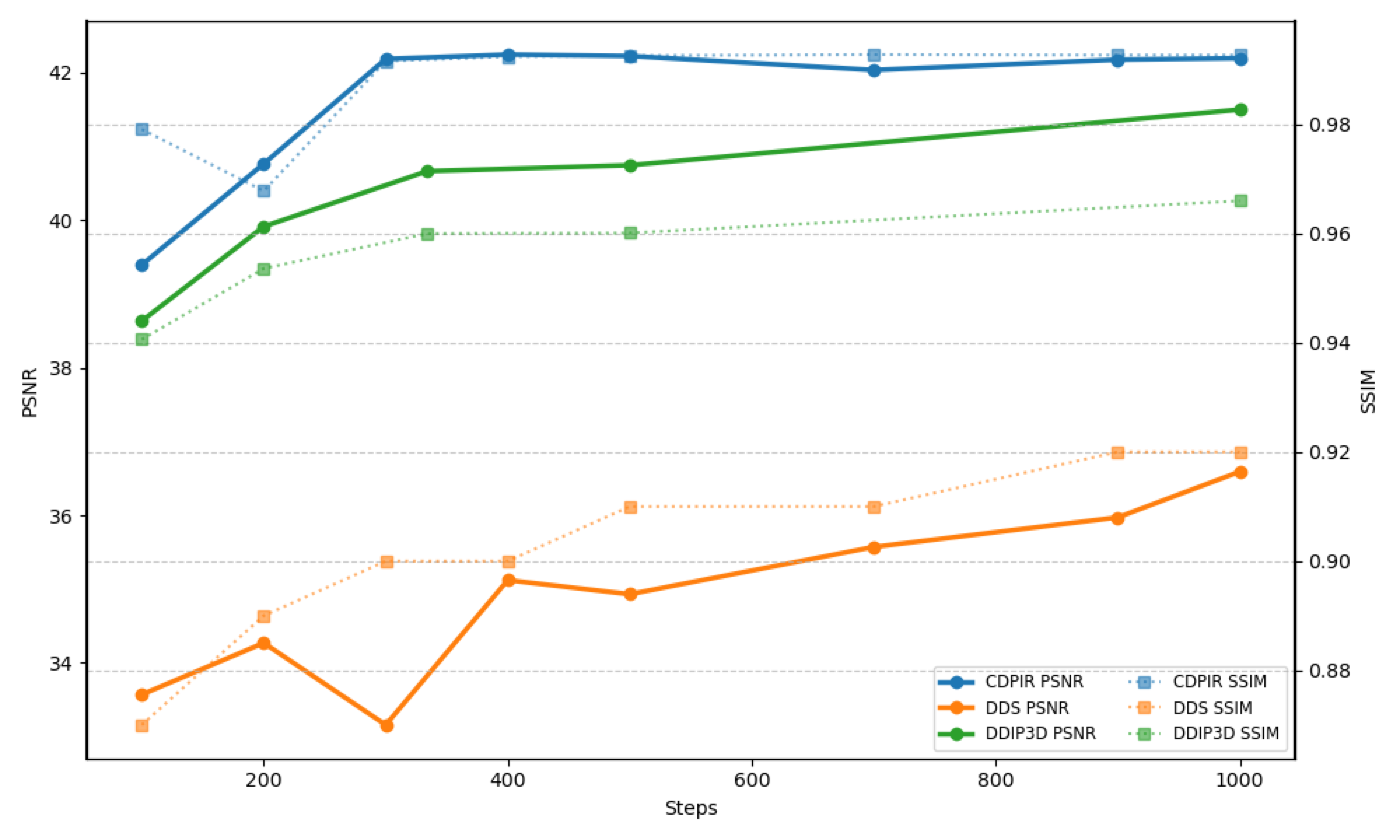 42
40
38
36
34
PSNR
0.98
0.96
0.94
0.92
0.90
0.88
SSIM
200
400
600
800
1000
Steps
CDPIR PSNR
DDS PSNR
DDIP3D PSNR
CDPIR SSIM
DDS SSIM
DDIP3D SSIM